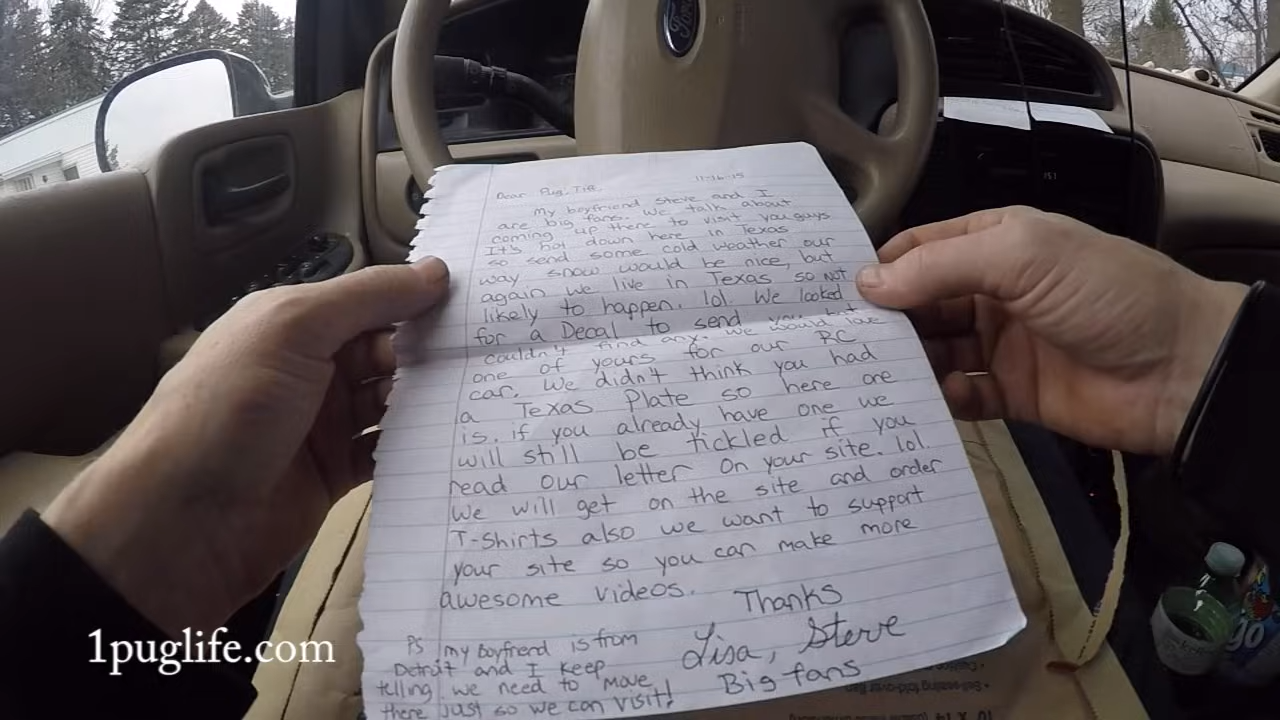 Ford
Dear Pug, 11-16-15
My boyfriend Steve and I
are big fans. We talk about
coming up there to visit you guys
It's hot down here in Texas
so send some cold weather our
way snow would be nice, but
again we live in Texas so NOT
likely to happen. lol. We looked
for a Decal to send you but
couldn't find any. We would love
one of yours for our RC
car. We didn't think you had
a Texas Plate so here are
is. if you already have one we
will still be tickled if you
read our letter on your site. lol.
We will get on the site and order
T-Shirts also we want to support
your site so you can make more
awesome videos.
Thanks
Lisa, Steve
Big fans
PS my boyfriend is from
Detroit and I keep
telling we need to move
there just so we can visit!
1puglife.com